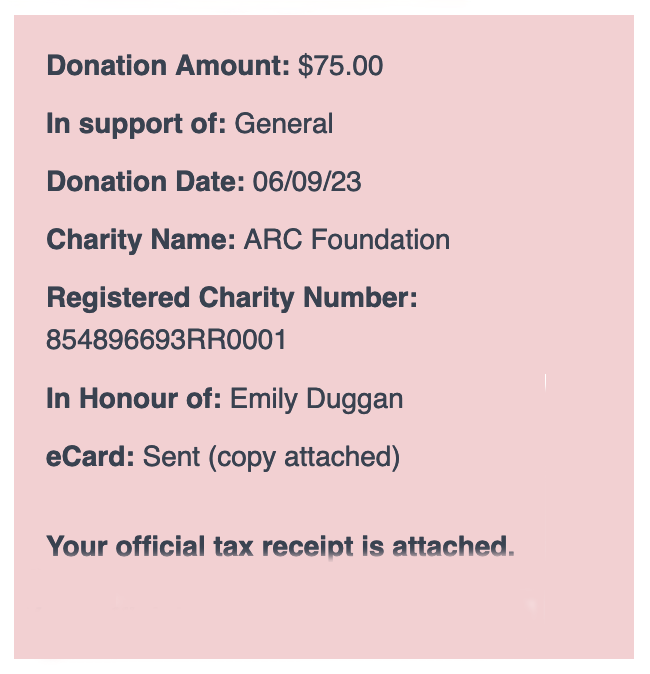 Donation Amount: $75.00
In support of: General
Donation Date: 06/09/23
Charity Name: ARC Foundation
Registered Charity Number:
854896693RR0001
In Honour of: Emily Duggan
eCard: Sent (copy attached)
Your official tax receipt is attached.